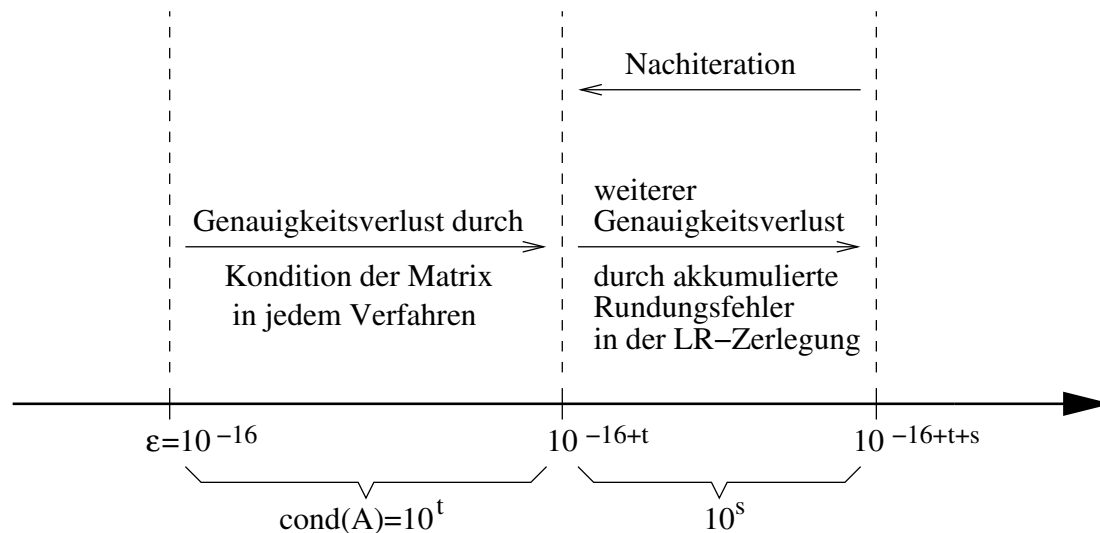 Nachiteration
Genauigkeitsverlust durch
Kondition der Matrix
in jedem Verfahren
weiterer
Genauigkeitsverlust
durch akkumulierte
Rundungsfehler
in der LR−Zerlegung
ε=10⁻¹⁶
10 ^−16+t
10 ^−16+t+s
cond(A)=10^t
10^s